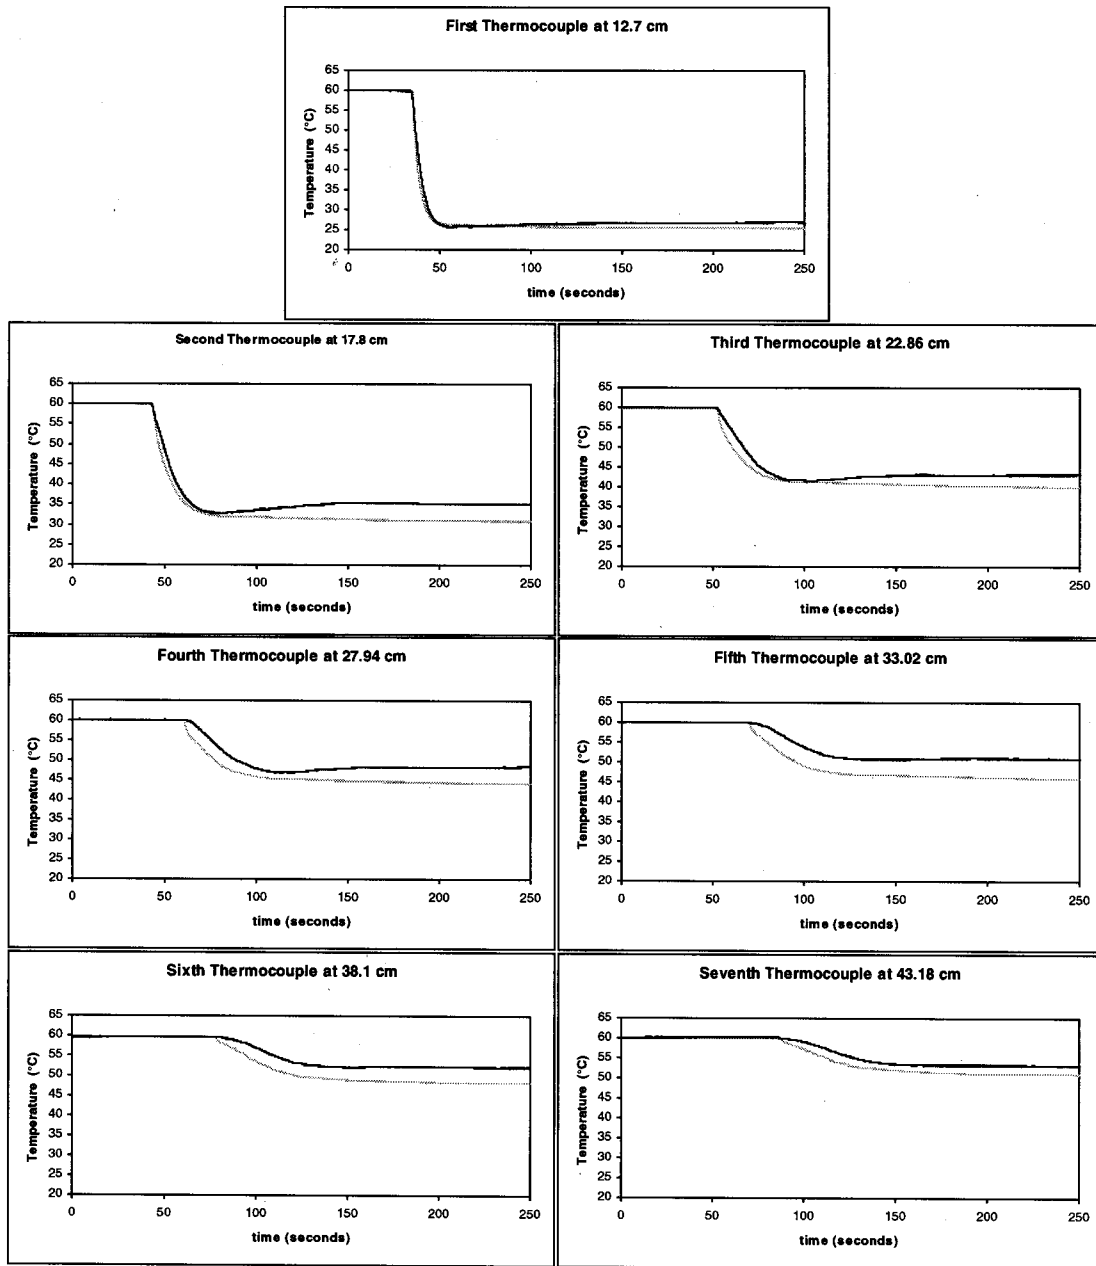 First Thermocouple at 12.7 cm
65
60
55
50
45
40
35
30
25
20
Temperature (°C)
0 50 100 150 200 250
time (seconds)
Second Thermocouple at 17.8 cm
65
60
55
50
45
40
35
30
25
20
Temperature (°C)
0 50 100 150 200 250
time (seconds)
Third Thermocouple at 22.86 cm
65
60
55
50
45
40
35
30
25
20
Temperature (°C)
0 50 100 150 200 250
time (seconds)
Fourth Thermocouple at 27.94 cm
65
60
55
50
45
40
35
30
25
20
Temperature (°C)
0 50 100 150 200 250
time (seconds)
Fifth Thermocouple at 33.02 cm
65
60
55
50
45
40
35
30
25
20
Temperature (°C)
0 50 100 150 200 250
time (seconds)
Sixth Thermocouple at 38.1 cm
65
60
55
50
45
40
35
30
25
20
Temperature (°C)
0 50 100 150 200 250
time (seconds)
Seventh Thermocouple at 43.18 cm
65
60
55
50
45
40
35
30
25
20
Temperature (°C)
0 50 100 150 200 250
time (seconds)